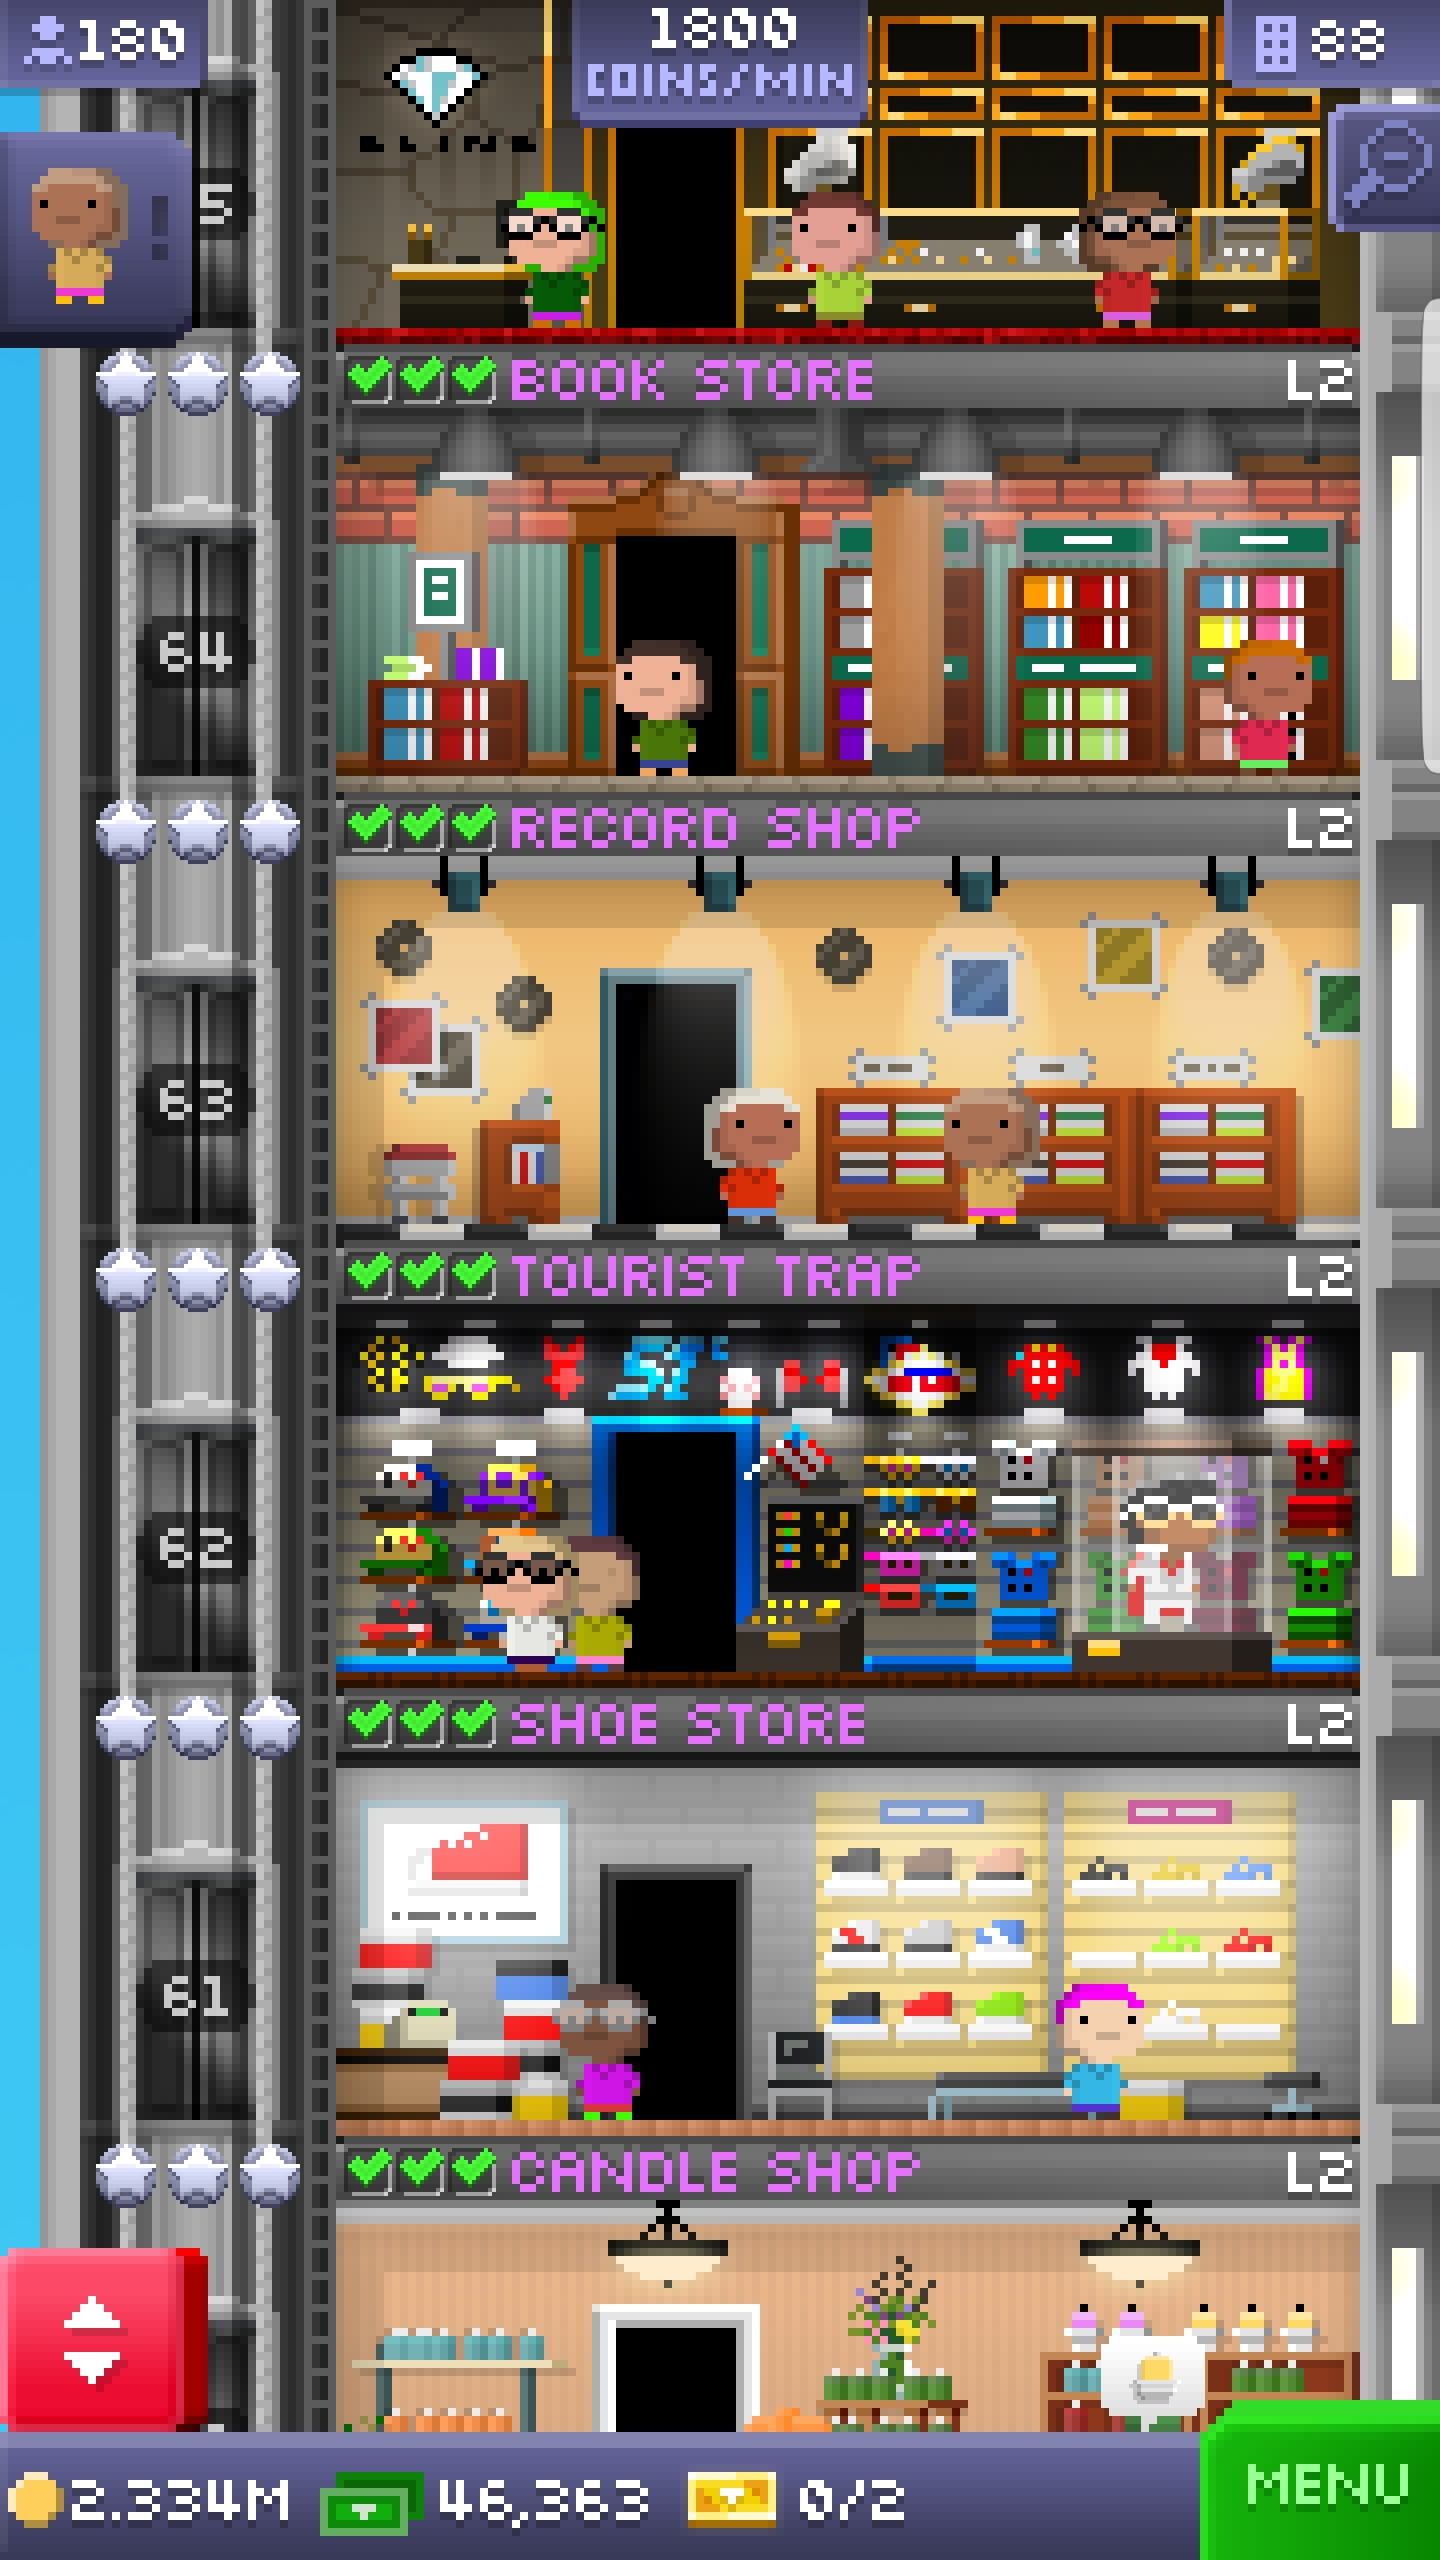 180
1800
COINS/MIN
88
BLING
5
BOOK STORE L2
64
RECORD SHOP L2
63
TOURIST TRAP L2
62
SHOE STORE L2
61
CANDLE SHOP L2
2.334M 46,363 0/2
MENU